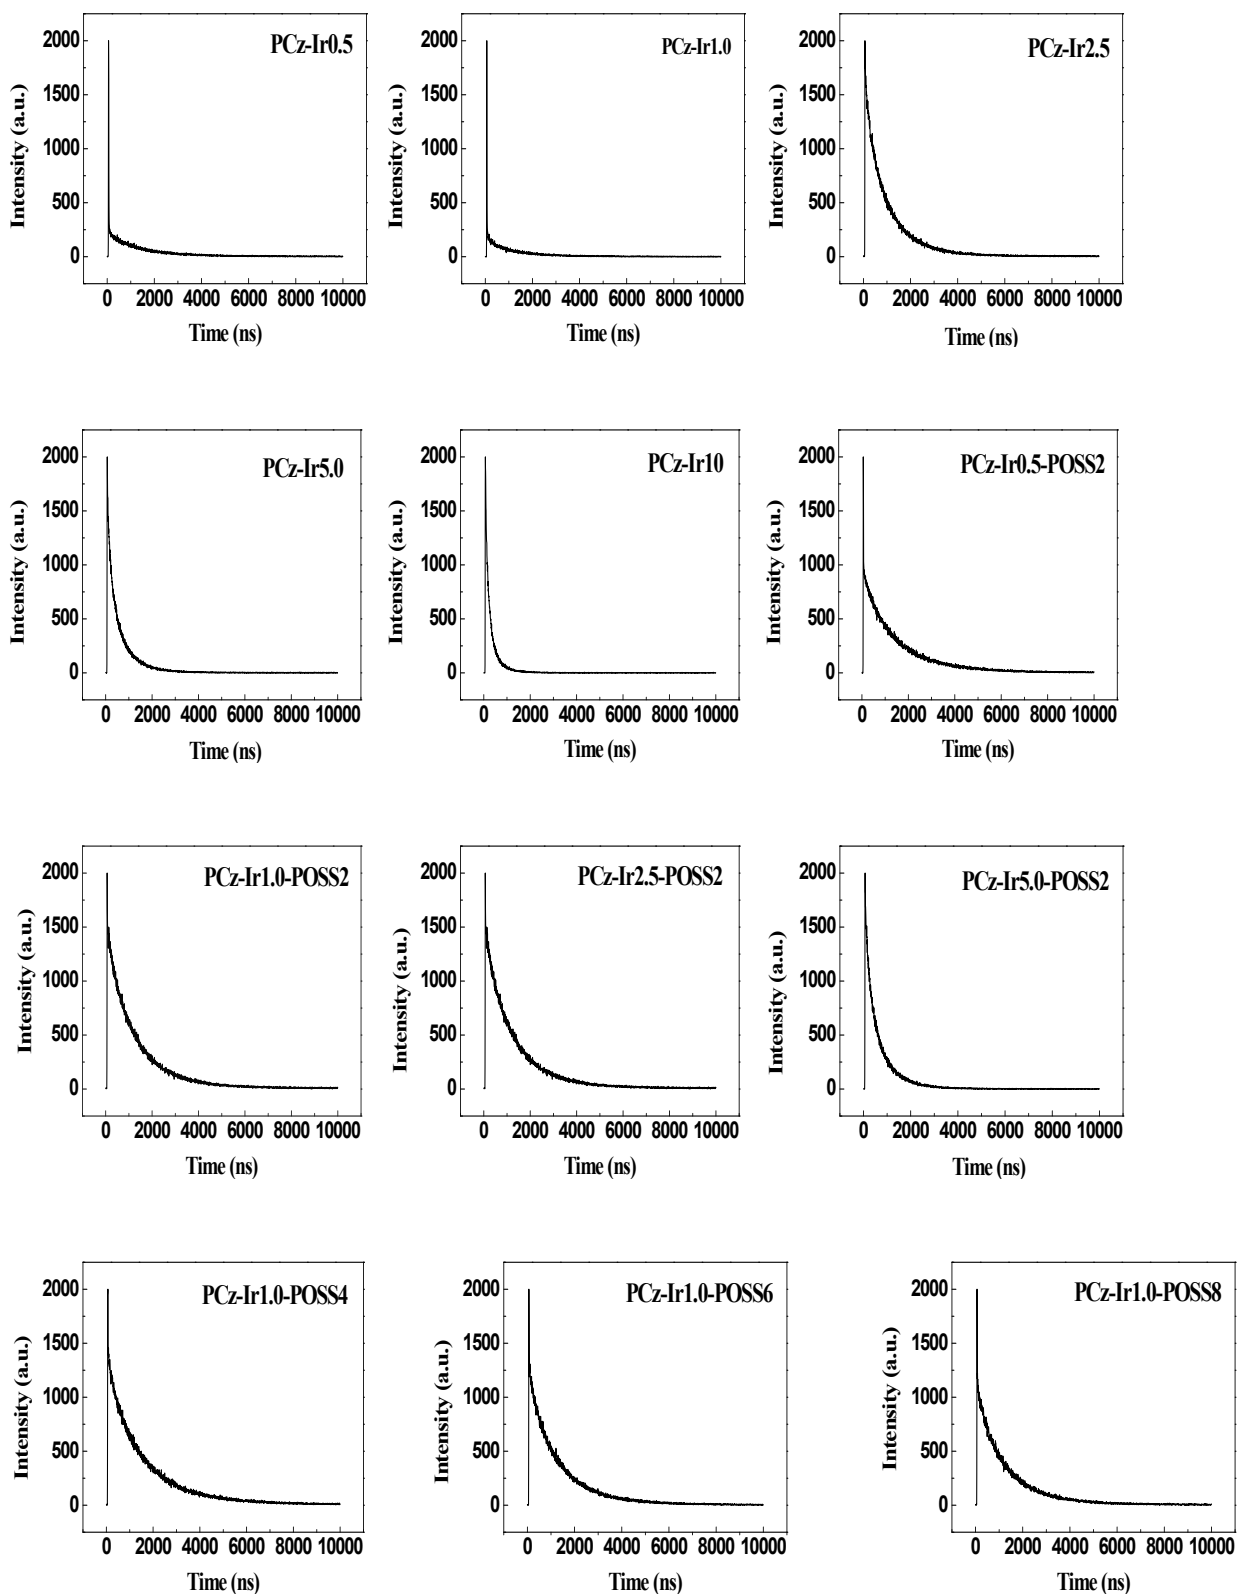 PCz-Ir0.5
2000
1500
1000
500
0
Intensity (a.u.)
0 2000 4000 6000 8000 10000
Time (ns)
PCz-Ir1.0
2000
1500
1000
500
0
Intensity (a.u.)
0 2000 4000 6000 8000 10000
Time (ns)
PCz-Ir2.5
2000
1500
1000
500
0
Intensity (a.u.)
0 2000 4000 6000 8000 10000
Time (ns)
PCz-Ir5.0
2000
1500
1000
500
0
Intensity (a.u.)
0 2000 4000 6000 8000 10000
Time (ns)
PCz-Ir10
2000
1500
1000
500
0
Intensity (a.u.)
0 2000 4000 6000 8000 10000
Time (ns)
PCz-Ir0.5-POSS2
2000
1500
1000
500
0
Intensity (a.u.)
0 2000 4000 6000 8000 10000
Time (ns)
PCz-Ir1.0-POSS2
2000
1500
1000
500
0
Intensity (a.u.)
0 2000 4000 6000 8000 10000
Time (ns)
PCz-Ir2.5-POSS2
2000
1500
1000
500
0
Intensity (a.u.)
0 2000 4000 6000 8000 10000
Time (ns)
PCz-Ir5.0-POSS2
2000
1500
1000
500
0
Intensity (a.u.)
0 2000 4000 6000 8000 10000
Time (ns)
PCz-Ir1.0-POSS4
2000
1500
1000
500
0
Intensity (a.u.)
0 2000 4000 6000 8000 10000
Time (ns)
PCz-Ir1.0-POSS6
2000
1500
1000
500
0
Intensity (a.u.)
0 2000 4000 6000 8000 10000
Time (ns)
PCz-Ir1.0-POSS8
2000
1500
1000
500
0
Intensity (a.u.)
0 2000 4000 6000 8000 10000
Time (ns)